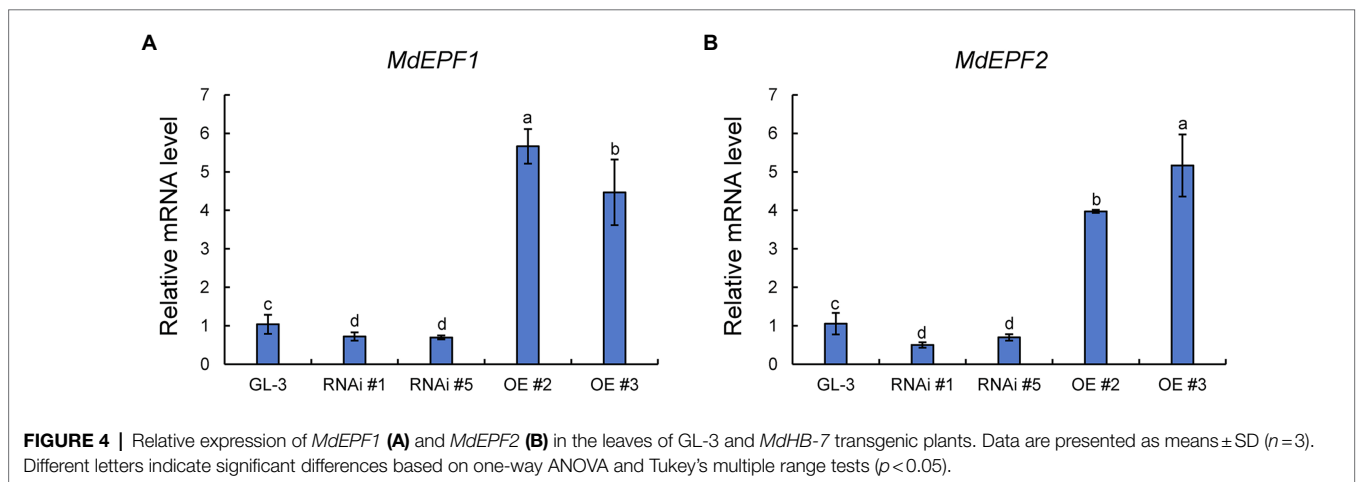 A
MdEPF1
Relative mRNA level
7
6
5
4
3
2
1
0
c
d
d
a
b
GL-3 RNAi #1 RNAi #5 OE #2 OE #3
B
MdEPF2
Relative mRNA level
7
6
5
4
3
2
1
0
c
d
d
b
a
GL-3 RNAi #1 RNAi #5 OE #2 OE #3
FIGURE 4 | Relative expression of MdEPF1 (A) and MdEPF2 (B) in the leaves of GL-3 and MdHB-7 transgenic plants. Data are presented as means ± SD (n = 3).
Different letters indicate significant differences based on one-way ANOVA and Tukey’s multiple range tests (p < 0.05).